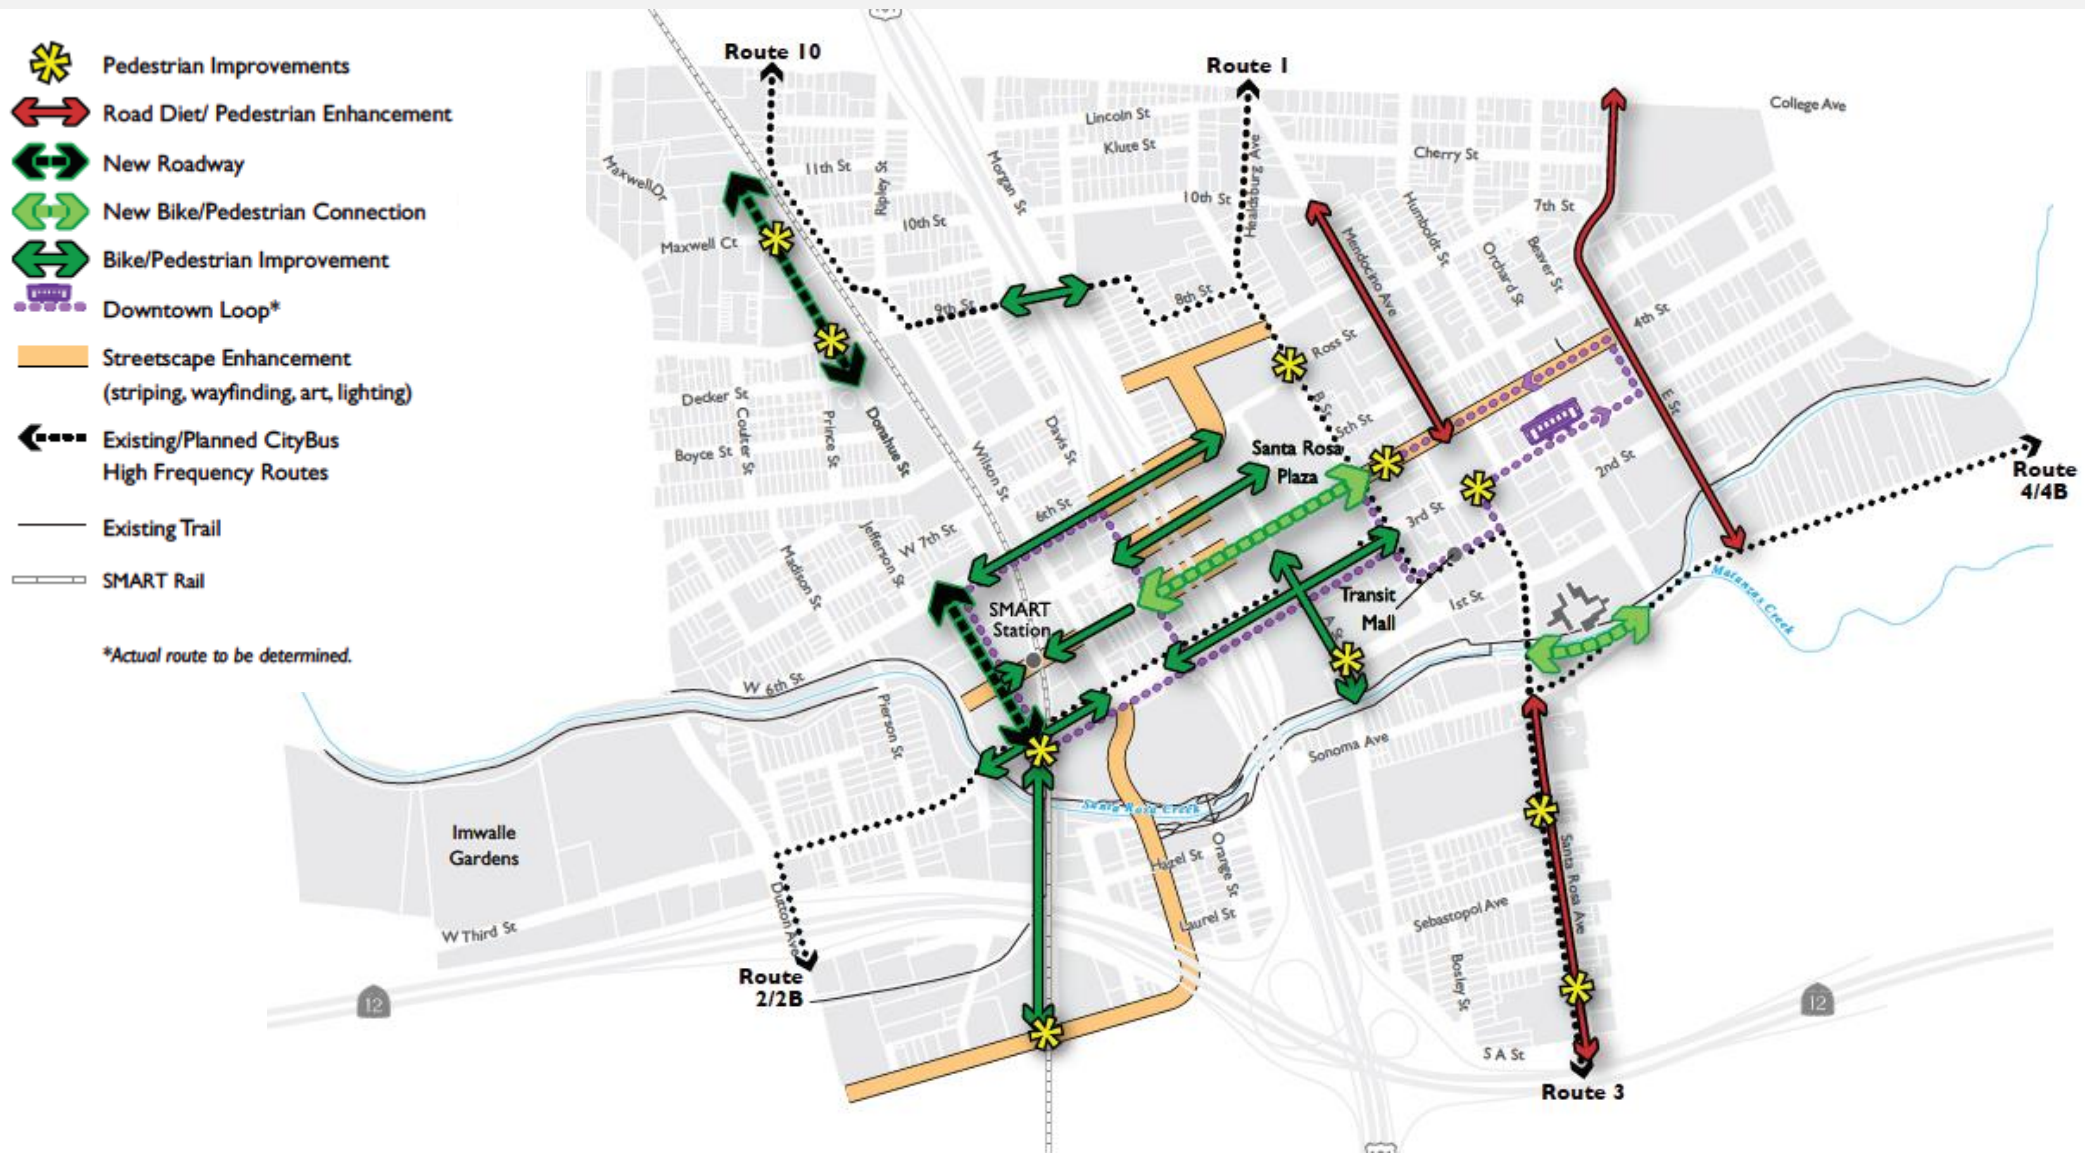 Pedestrian Improvements
Road Diet/ Pedestrian Enhancement
New Roadway
New Bike/Pedestrian Connection
Bike/Pedestrian Improvement
Downtown Loop*
Streetscape Enhancement
(striping, wayfinding, art, lighting)
Existing/Planned CityBus
High Frequency Routes
Existing Trail
SMART Rail
*Actual route to be determined.
Route 10
Route 1
College Ave
Lincoln St
Klute St
Cherry St
Maxwell Dr
11th St
Ripley St
Morgan St
10th St
Healdsburg Ave
7th St
Humboldt St
10th St
Maxwell Ct
Mendocino Ave
Orchard St
Beaver St
9th St
8th St
4th St
Ross St
Decker St
Coulter St
Prince St
Donahue St
B St
5th St
E St
Boyce St
Wilson St
Davis St
Santa Rosa
Plaza
2nd St
Route
4/4B
6th St
3rd St
W 7th St
Jefferson St
Madison St
SMART
Station
Transit
Mall
1st St
A St
Matanzas Creek
W 6th St
Pierson St
Sonoma Ave
Santa Rosa Creek
Imwalle
Gardens
Hazel St
Orange St
Santa Rosa Ave
Dutton Ave
Laurel St
Sebastopol Ave
W Third St
Bosley St
Route
2/2B
12
12
S A St
Route 3